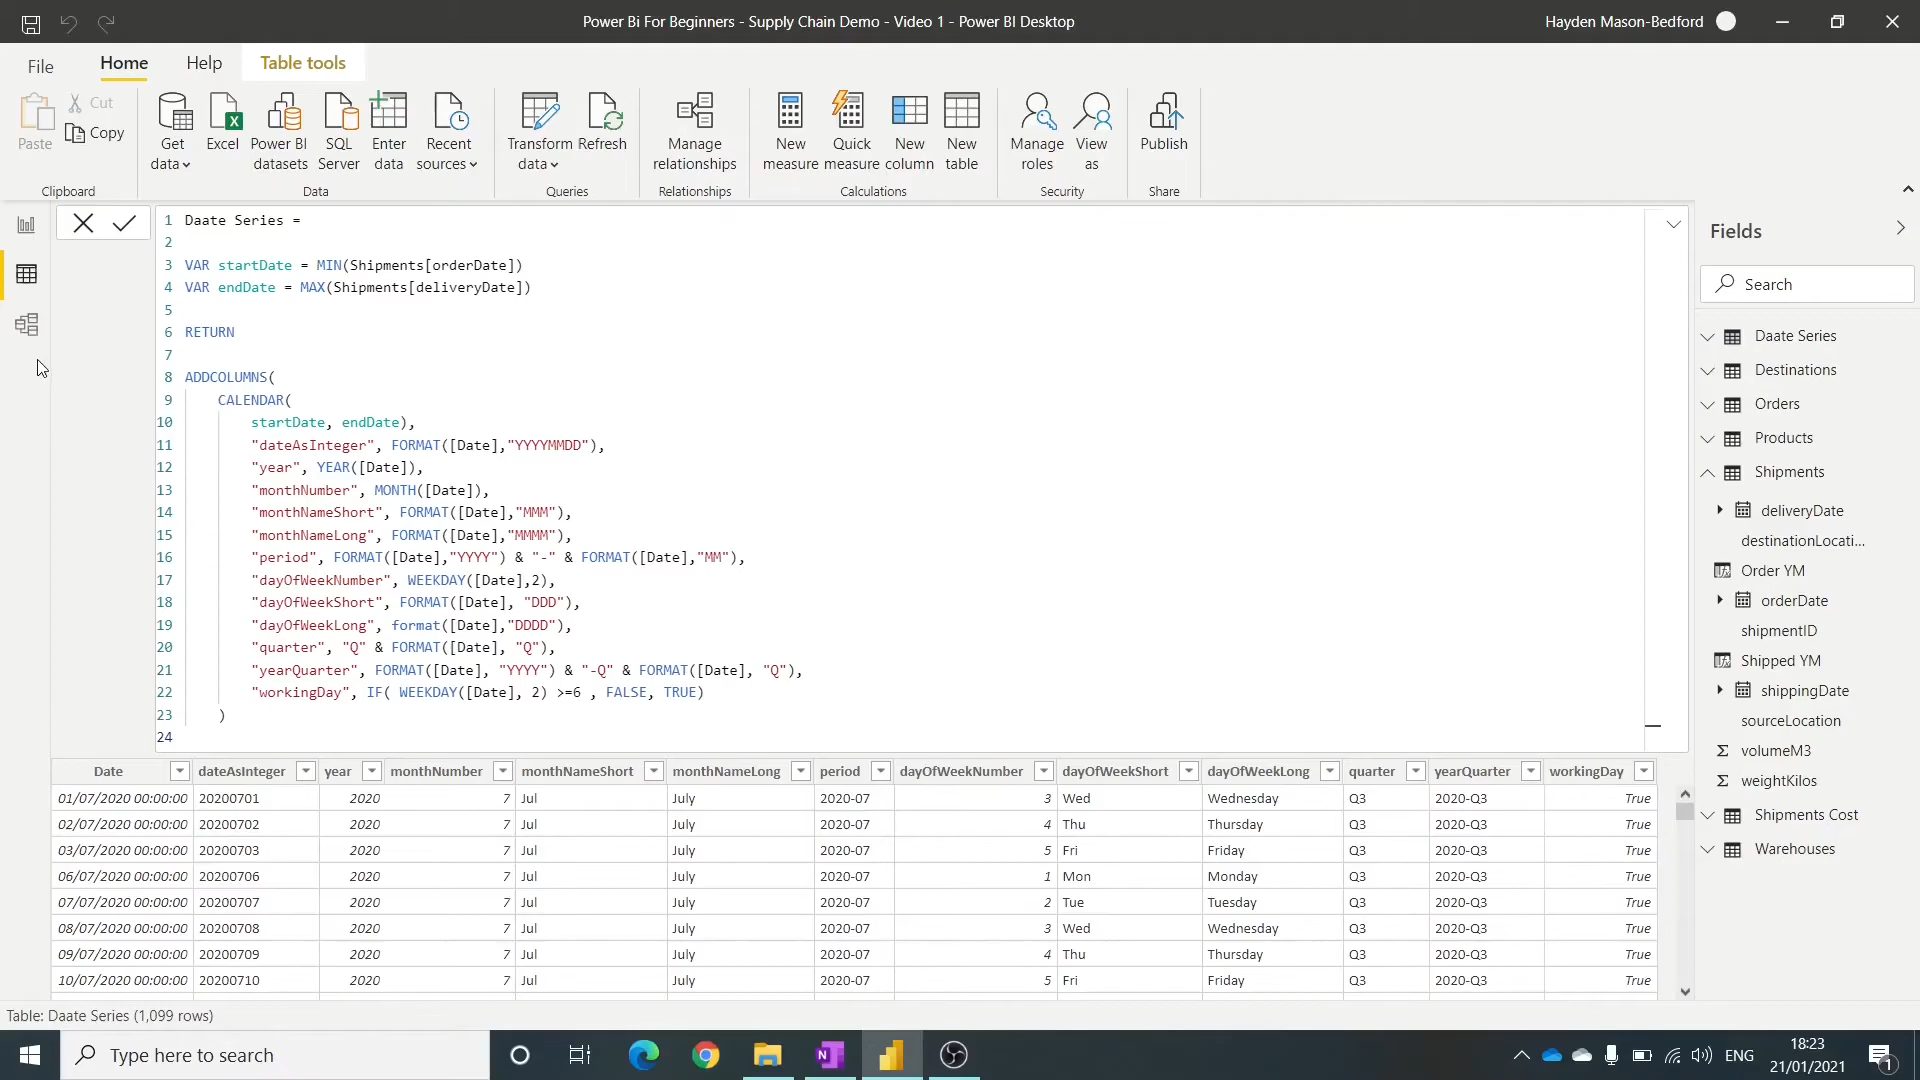 Power Bi For Beginners - Supply Chain Demo - Video 1 - Power BI Desktop
Hayden Mason-Bedford
File
Home
Help
Table tools
Paste
Cut
Copy
Clipboard
Get data
Excel
Power BI datasets
SQL Server
Enter data
Recent sources
Data
Transform data
Refresh
Queries
Manage relationships
Relationships
New measure
Quick measure
New column
New table
Calculations
Manage roles
View as
Security
Publish
Share
1 Daate Series =
2
3 VAR startDate = MIN(Shipments[orderDate])
4 VAR endDate = MAX(Shipments[deliveryDate])
5
6 RETURN
7
8 ADDCOLUMNS(
9 CALENDAR(
10 startDate, endDate),
11 "dateAsInteger", FORMAT([Date],"YYYYMMDD"),
12 "year", YEAR([Date]),
13 "monthNumber", MONTH([Date]),
14 "monthNameShort", FORMAT([Date],"MMM"),
15 "monthNameLong", FORMAT([Date],"MMMM"),
16 "period", FORMAT([Date],"YYYY") & "-" & FORMAT([Date],"MM"),
17 "dayOfWeekNumber", WEEKDAY([Date],2),
18 "dayOfWeekShort", FORMAT([Date], "DDD"),
19 "dayOfWeekLong", format([Date],"DDDD"),
20 "quarter", "Q" & FORMAT([Date], "Q"),
21 "yearQuarter", FORMAT([Date], "YYYY") & "-Q" & FORMAT([Date], "Q"),
22 "workingDay", IF( WEEKDAY([Date], 2) >=6 , FALSE, TRUE)
23 )
24
Date dateAsInteger year monthNumber monthNameShort monthNameLong period dayOfWeekNumber dayOfWeekShort dayOfWeekLong quarter yearQuarter workingDay
01/07/2020 00:00:00 20200701 2020 7 Jul July 2020-07 3 Wed Wednesday Q3 2020-Q3 True
02/07/2020 00:00:00 20200702 2020 7 Jul July 2020-07 4 Thu Thursday Q3 2020-Q3 True
03/07/2020 00:00:00 20200703 2020 7 Jul July 2020-07 5 Fri Friday Q3 2020-Q3 True
06/07/2020 00:00:00 20200706 2020 7 Jul July 2020-07 1 Mon Monday Q3 2020-Q3 True
07/07/2020 00:00:00 20200707 2020 7 Jul July 2020-07 2 Tue Tuesday Q3 2020-Q3 True
08/07/2020 00:00:00 20200708 2020 7 Jul July 2020-07 3 Wed Wednesday Q3 2020-Q3 True
09/07/2020 00:00:00 20200709 2020 7 Jul July 2020-07 4 Thu Thursday Q3 2020-Q3 True
10/07/2020 00:00:00 20200710 2020 7 Jul July 2020-07 5 Fri Friday Q3 2020-Q3 True
Fields
Search
Daate Series
Destinations
Orders
Products
Shipments
deliveryDate
destinationLocati...
Order YM
orderDate
shipmentID
Shipped YM
shippingDate
sourceLocation
volumeM3
weightKilos
Shipments Cost
Warehouses
Table: Daate Series (1,099 rows)
Type here to search
ENG
18:23
21/01/2021
1